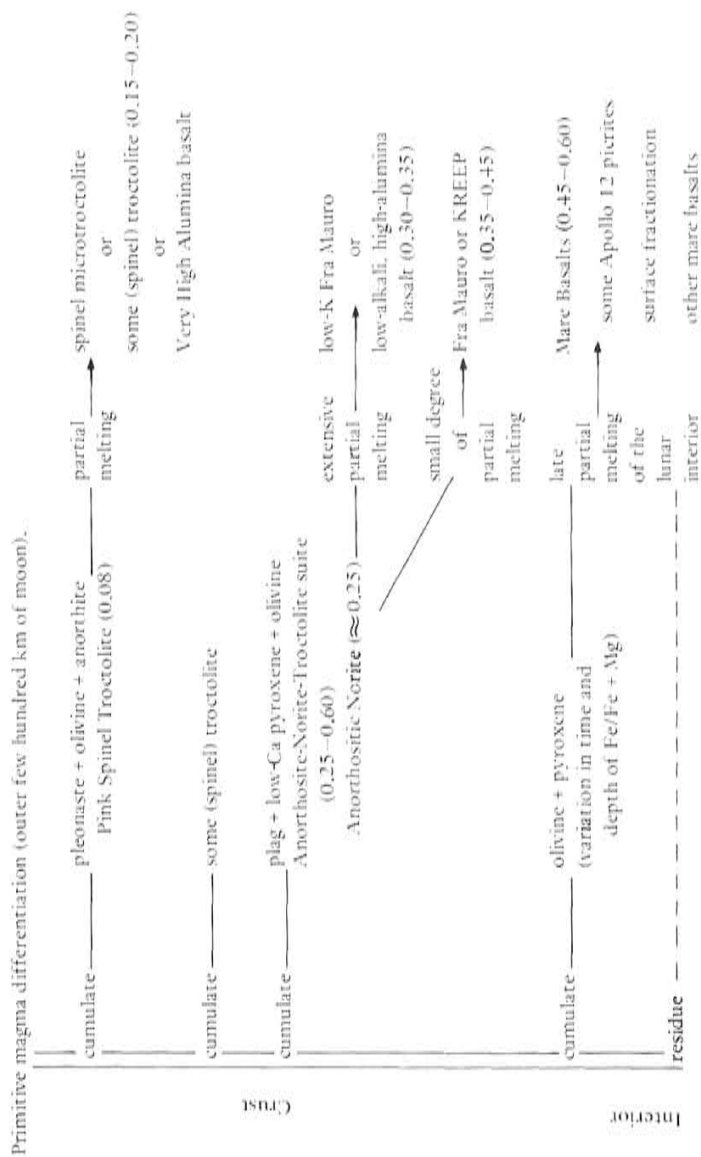 Primitive magma differentiation (outer few hundred km of moon).
Crust
cumulate
pleonaste + olivine + anorthite
Pink Spinel Troctolite (0.08)
partial
melting
spinel microtroctolite
or
some (spinel) troctolite (0.15–0.20)
or
Very High Alumina basalt
cumulate
some (spinel) troctolite
cumulate
plag + low-Ca pyroxene + olivine
Anorthosite-Norite-Troctolite suite
(0.25–0.60)
Anorthositic Norite (≈0.25)
extensive
partial
melting
low-K Fra Mauro
or
low-alkali, high-alumina
basalt (0.30–0.35)
small degree
of
partial
melting
Fra Mauro or KREEP
basalt (0.35–0.45)
Interior
cumulate
olivine + pyroxene
(variation in time and
depth of Fe/Fe + Mg)
late
partial
melting
of the
lunar
interior
Mare Basalts (0.45–0.60)
some Apollo 12 picrites
surface fractionation
other mare basalts
residue